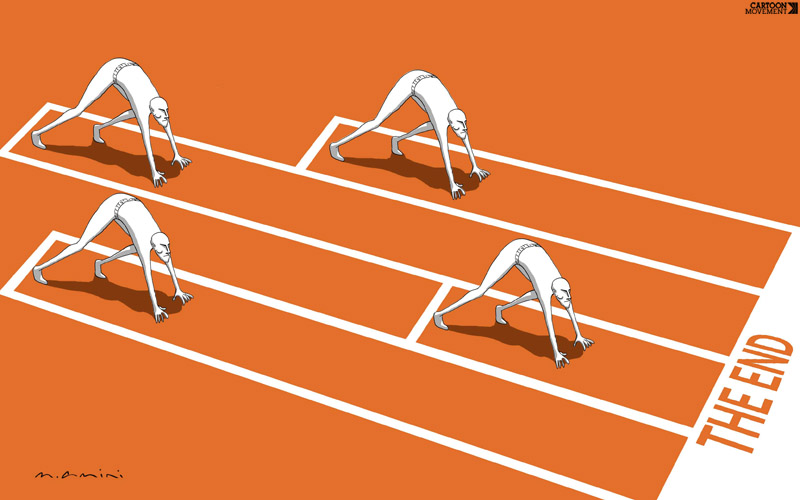 CARTOON
MOVEMENT
THE END
m.amini